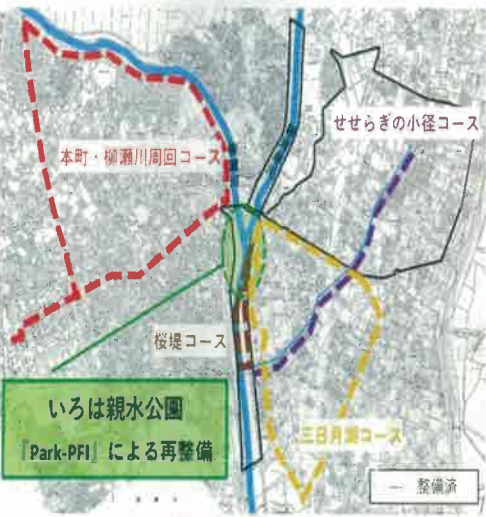 せせらぎの小径コース
本町・柳瀬川周回コース
桜堤コース
いろは親水公園
『Park-PFI』による再整備
三日月湖コース
― 整備済